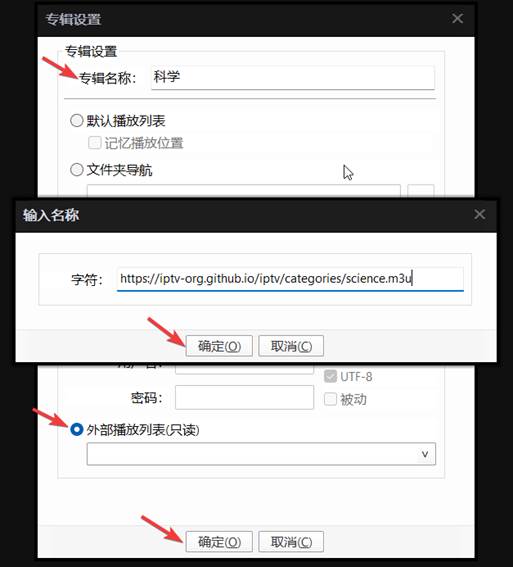 专辑设置
专辑设置
专辑名称： 科学
默认播放列表
记忆播放位置
文件夹导航
输入名称
字符： https://iptv-org.github.io/iptv/categories/science.m3u
确定(O) 取消(C)
UTF-8
密码： 被动
外部播放列表(只读)
确定(O) 取消(C)